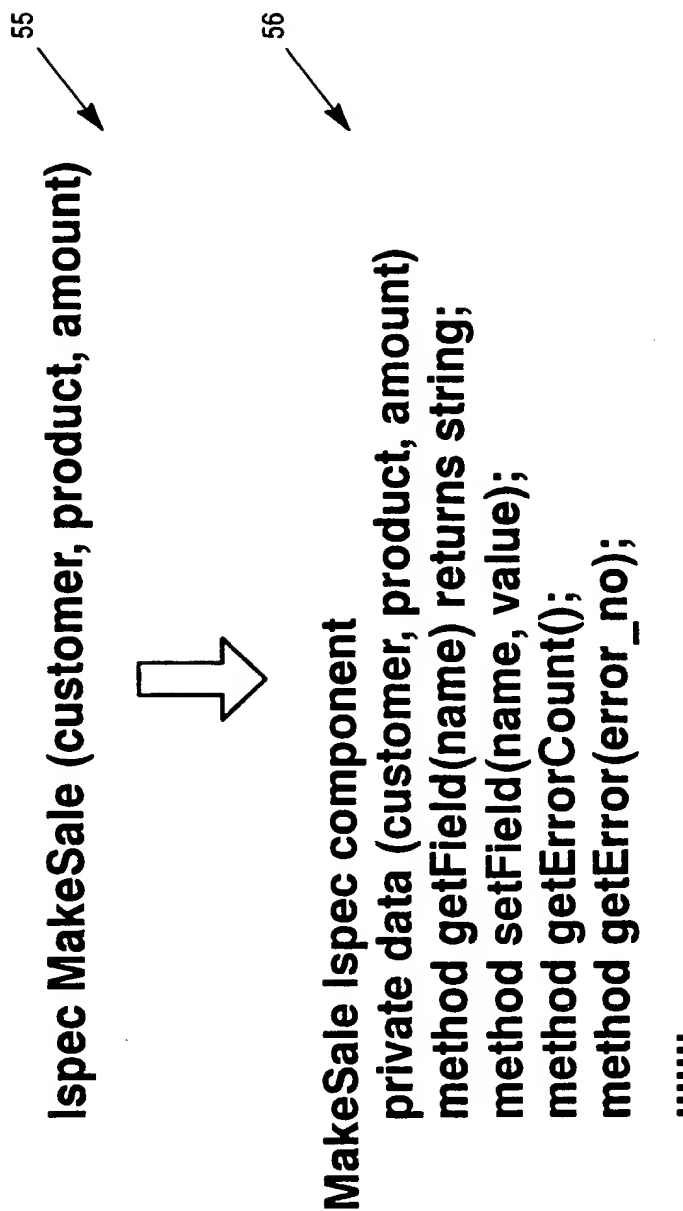 55
Ispec MakeSale (customer, product, amount)
56
MakeSale Ispec component
private data (customer, product, amount)
method getField(name) returns string;
method setField(name, value);
method getErrorCount();
method getError(error_no);
.......